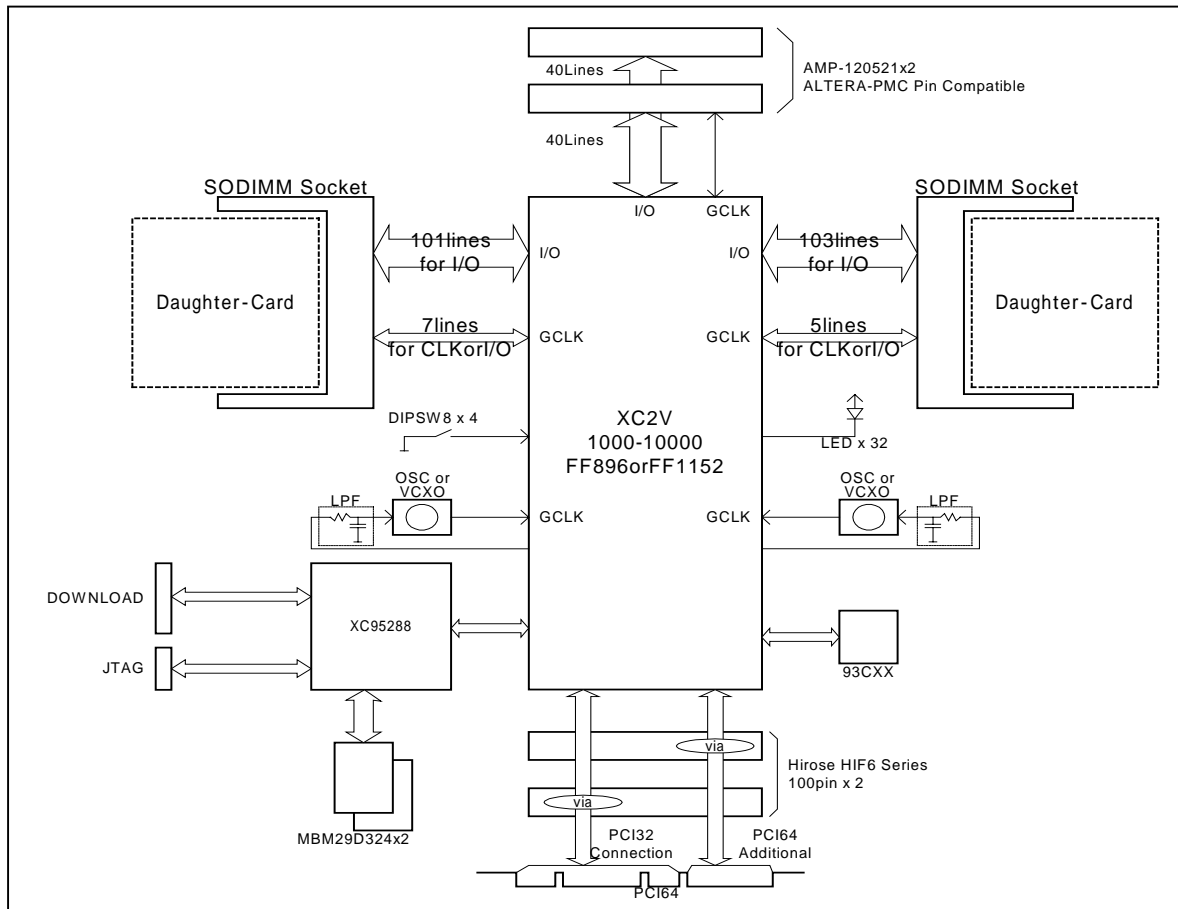 40Lines
AMP-120521x2
ALTERA-PMC Pin Compatible
40Lines
SODIMM Socket
SODIMM Socket
I/O
GCLK
101lines
for I/O
I/O
I/O
103lines
for I/O
Daughter-Card
Daughter-Card
7lines
for CLKorI/O
GCLK
GCLK
5lines
for CLKorI/O
DIPSW8 x 4
XC2V
1000-10000
FF896orFF1152
LED x 32
LPF
OSC or
VCXO
GCLK
GCLK
OSC or
VCXO
LPF
DOWNLOAD
XC95288
JTAG
93CXX
via
Hirose HIF6 Series
100pin x 2
via
MBM29D324x2
PCI32
Connection
PCI64
Additional
PCI64